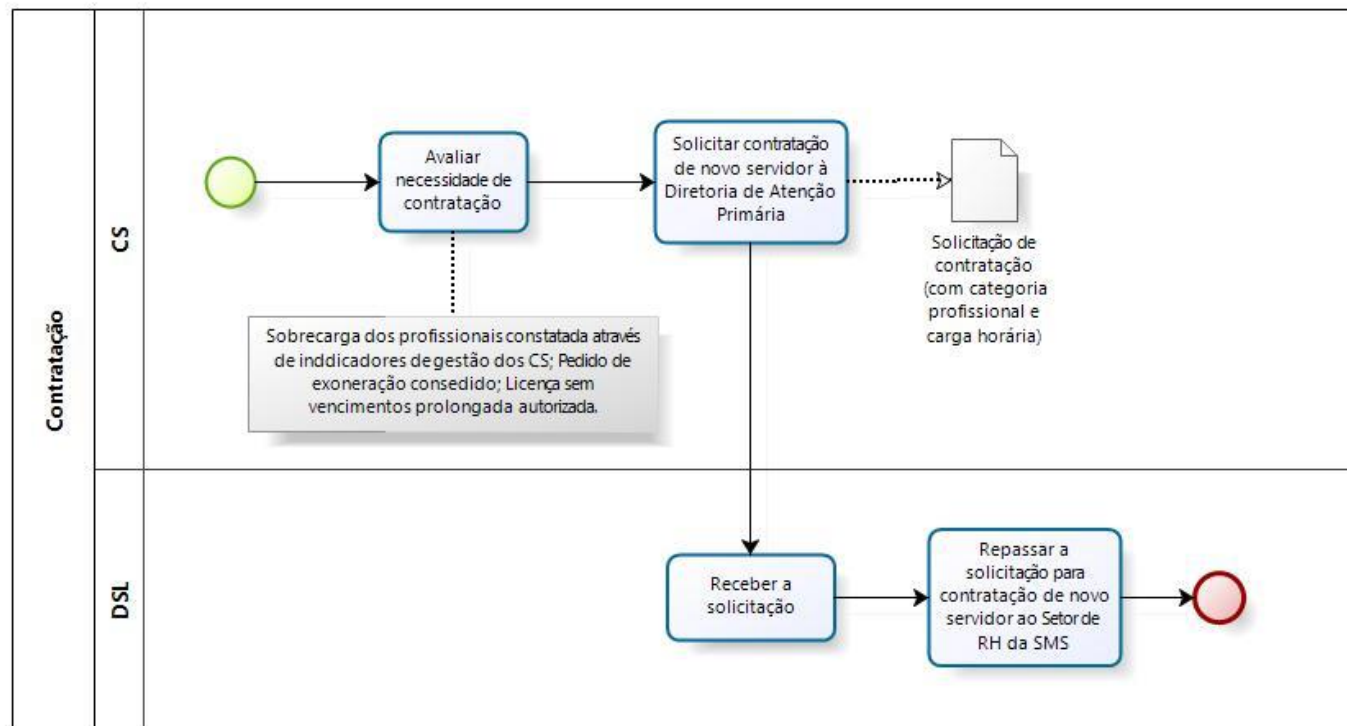 Contratação
CS
Avaliar
necessidade de
contratação
Solicitar contratação
de novo servidor à
Diretoria de Atenção
Primária
Solicitação de
contratação
(com categoria
profissional e
carga horária)
Sobrecarga dos profissionais constatada através
de inddicadores de gestão dos CS; Pedido de
exoneração consedido; Licença sem
vencimentos prolongada autorizada.
DSL
Receber a
solicitação
Repassar a
solicitação para
contratação de novo
servidor ao Setor de
RH da SMS